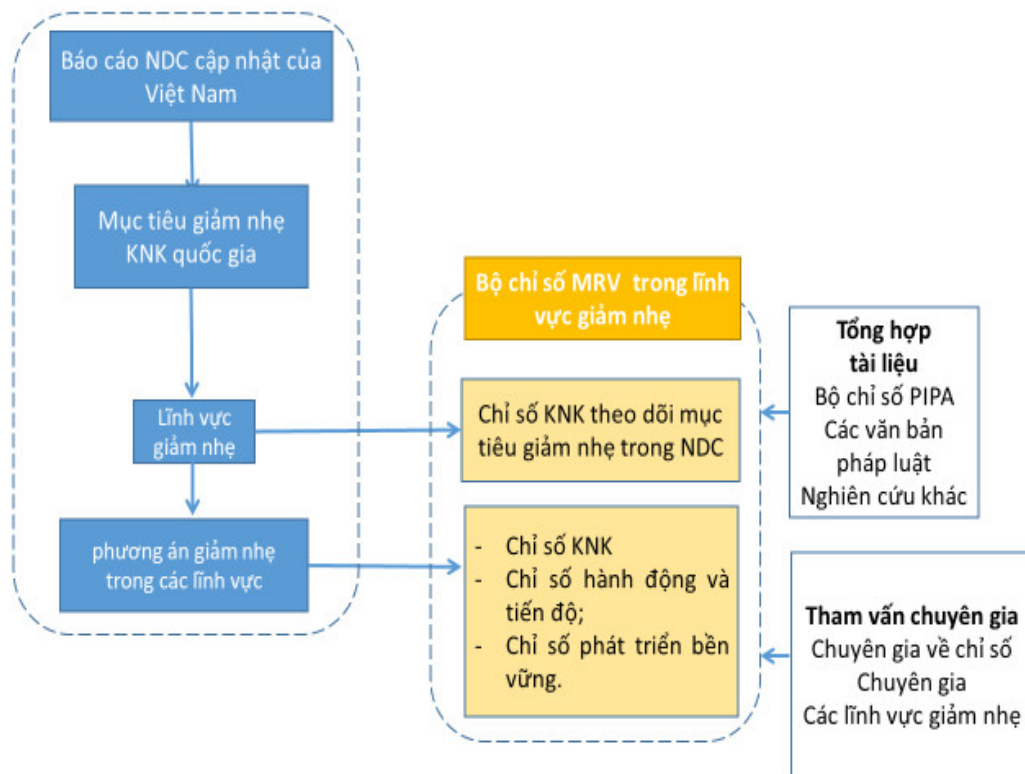 Báo cáo NDC cập nhật của
Việt Nam
Mục tiêu giảm nhẹ
KNK quốc gia
Lĩnh vực
giảm nhẹ
phương án giảm nhẹ
trong các lĩnh vực
Bộ chỉ số MRV trong lĩnh
vực giảm nhẹ
Chỉ số KNK theo dõi mục
tiêu giảm nhẹ trong NDC
- Chỉ số KNK
- Chỉ số hành động và
tiến độ;
- Chỉ số phát triển bền
vững.
Tổng hợp
tài liệu
Bộ chỉ số PIPA
Các văn bản
pháp luật
Nghiên cứu khác
Tham vấn chuyên gia
Chuyên gia về chỉ số
Chuyên gia
Các lĩnh vực giảm nhẹ